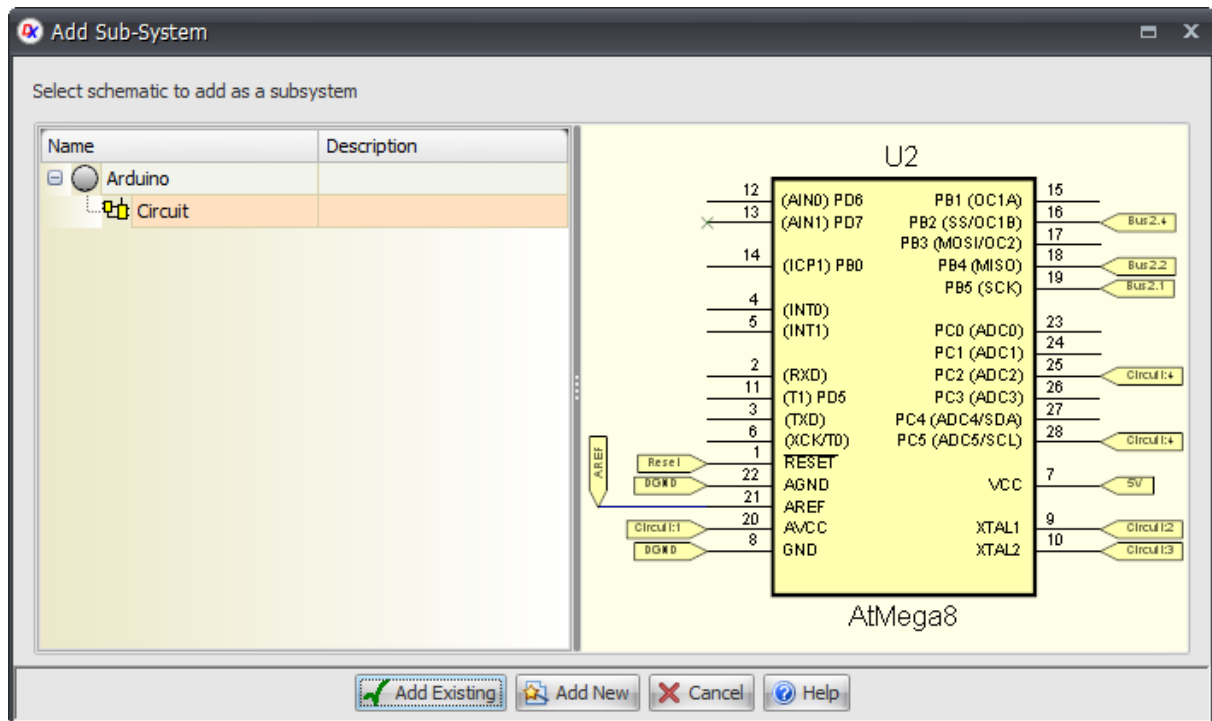 Add Sub-System
Select schematic to add as a subsystem
Name Description
Arduino
Circuit
U2
12 (AIN0) PD6 PB1 (OC1A) 15
13 (AIN1) PD7 PB2 (SS/OC1B) 16 Bus2.4
PB3 (MOSI/OC2) 17
14 (ICP1) PB0 PB4 (MISO) 18 Bus2.2
PB5 (SCK) 19 Bus2.1
4 (INT0)
5 (INT1) PC0 (ADC0) 23
PC1 (ADC1) 24
2 (RXD) PC2 (ADC2) 25 Circuit:4
11 (T1) PD5 PC3 (ADC3) 26
3 (TXD) PC4 (ADC4/SDA) 27
6 (XCK/T0) PC5 (ADC5/SCL) 28 Circuit:4
AREF
Reset 1 RESET
DGND 22 AGND VCC 7 5V
21 AREF
Circuit:1 20 AVCC XTAL1 9 Circuit:2
DGND 8 GND XTAL2 10 Circuit:3
AtMega8
Add Existing Add New Cancel Help